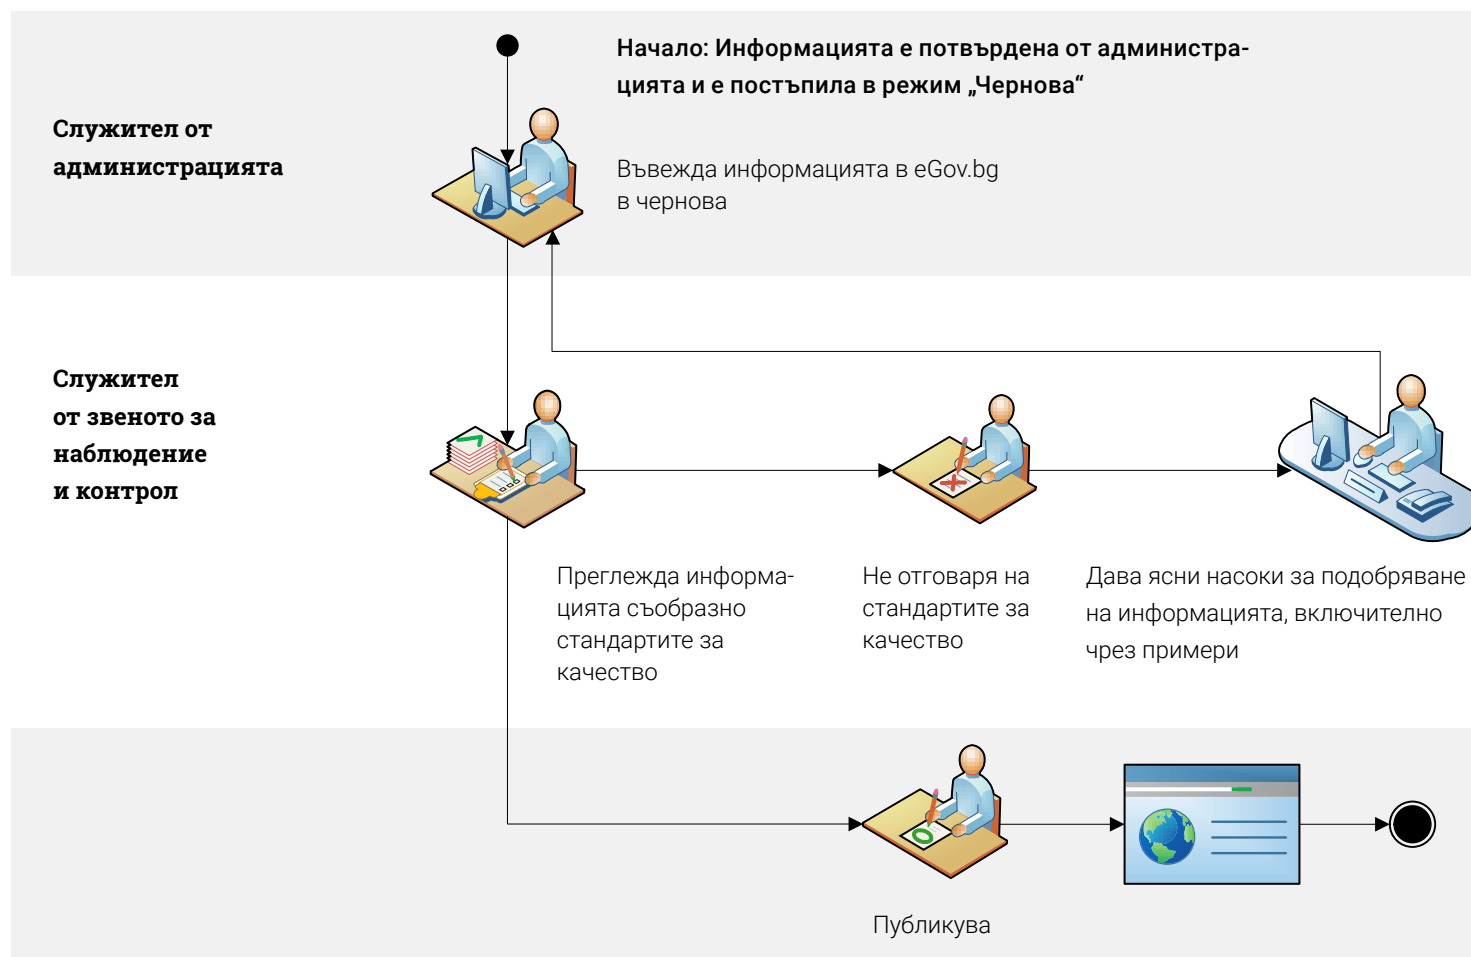 Начало: Информацията е потвърдена от администра-
цията и е постъпила в режим „Чернова“
Служител от
администрацията
Въвежда информацията в eGov.bg
в чернова
Служител
от звеното за
наблюдение
и контрол
Преглежда информа-
цията съобразно
стандартите за
качество
Не отговаря на
стандартите за
качество
Дава ясни насоки за подобряване
на информацията, включително
чрез примери
Публикува